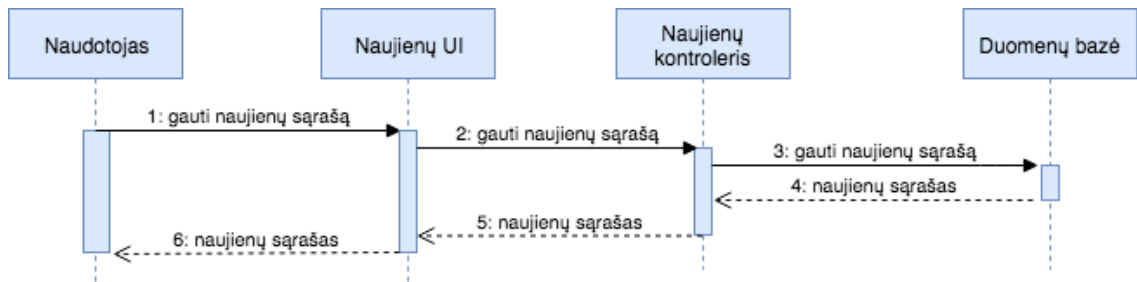 Naudotojas
Naujienų UI
Naujienų
kontroleris
Duomenų bazė
1: gauti naujienų sąrašą
2: gauti naujienų sąrašą
3: gauti naujienų sąrašą
4: naujienų sąrašas
5: naujienų sąrašas
6: naujienų sąrašas